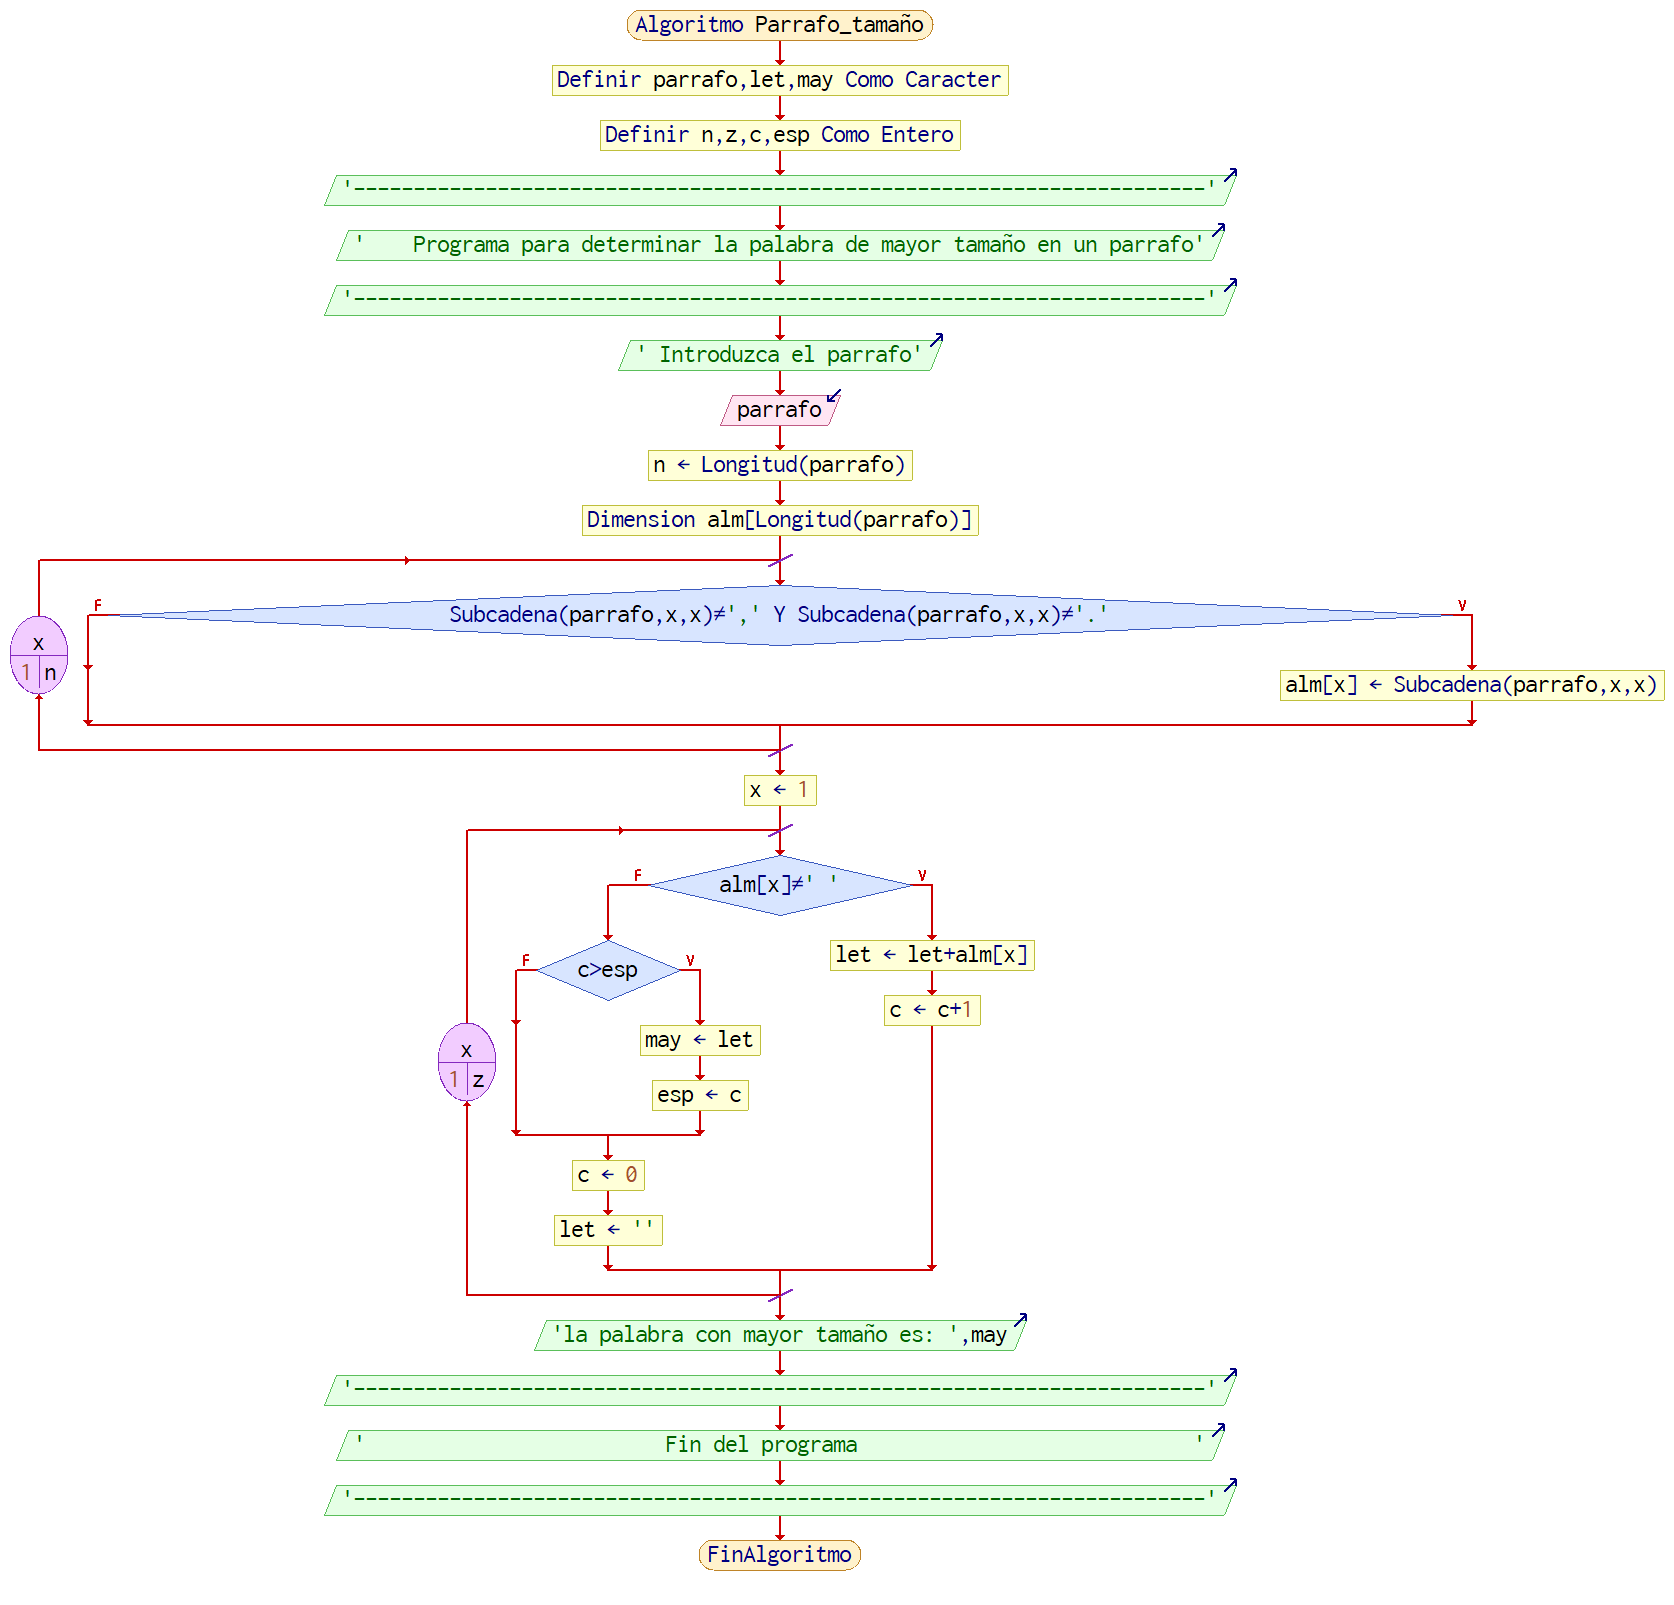 Algoritmo Parrafo_tamaño
Definir parrafo,let,may Como Caracter
Definir n,z,c,esp Como Entero
'-----------------------------------------------------------------------'
'    Programa para determinar la palabra de mayor tamaño en un parrafo'
'-----------------------------------------------------------------------'
' Introduzca el parrafo'
parrafo
n ← Longitud(parrafo)
Dimension alm[Longitud(parrafo)]
F
Subcadena(parrafo,x,x)≠',' Y Subcadena(parrafo,x,x)≠'.'
V
x
1 n
alm[x] ← Subcadena(parrafo,x,x)
x ← 1
F
alm[x]≠' '
V
let ← let+alm[x]
F
c>esp
V
c ← c+1
may ← let
x
1 z
esp ← c
c ← 0
let ← ''
'la palabra con mayor tamaño es: ',may
'-----------------------------------------------------------------------'
'                         Fin del programa                            '
'-----------------------------------------------------------------------'
FinAlgoritmo